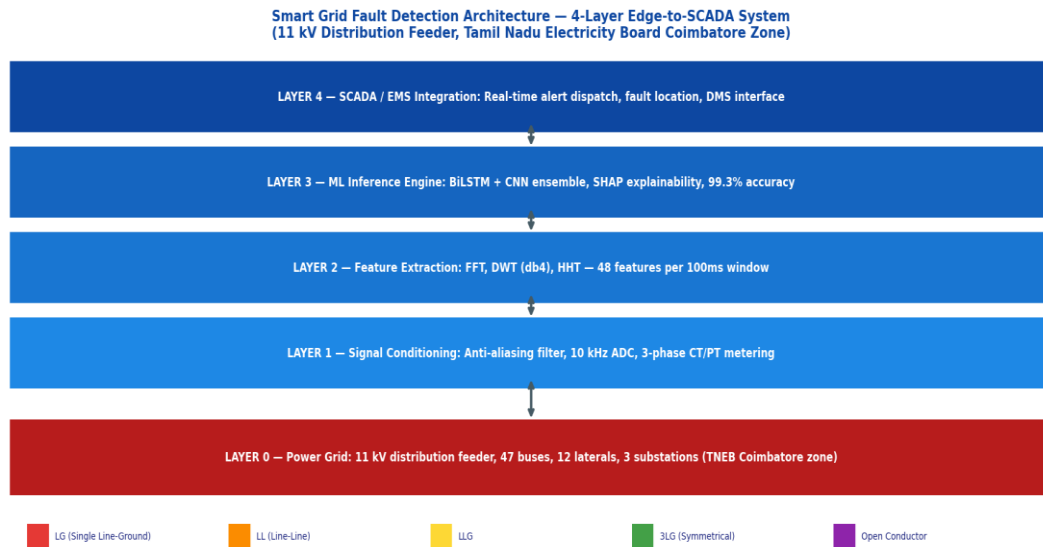 Smart Grid Fault Detection Architecture — 4-Layer Edge-to-SCADA System
(11 kV Distribution Feeder, Tamil Nadu Electricity Board Coimbatore Zone)
LAYER 4 — SCADA / EMS Integration: Real-time alert dispatch, fault location, DMS interface
LAYER 3 — ML Inference Engine: BiLSTM + CNN ensemble, SHAP explainability, 99.3% accuracy
LAYER 2 — Feature Extraction: FFT, DWT (db4), HHT — 48 features per 100ms window
LAYER 1 — Signal Conditioning: Anti-aliasing filter, 10 kHz ADC, 3-phase CT/PT metering
LAYER 0 — Power Grid: 11 kV distribution feeder, 47 buses, 12 laterals, 3 substations (TNEB Coimbatore zone)
LG (Single Line-Ground) LL (Line-Line) LLG 3LG (Symmetrical) Open Conductor